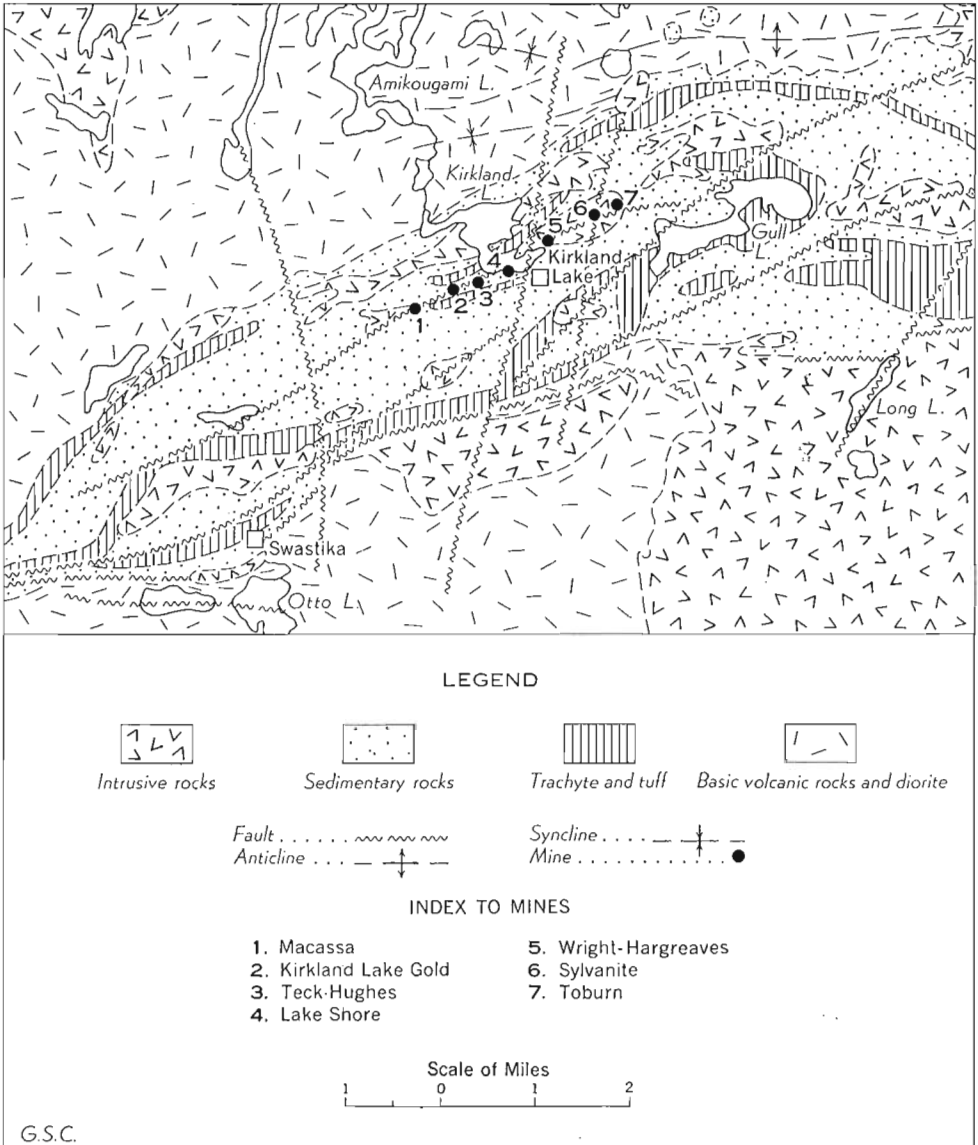 Amikougami L.
Kirkland
L.
7
6
5
Gull
L.
Kirkland
Lake
4
3
2
1
Long L.
Swastika
Otto L.
LEGEND
Intrusive rocks
Sedimentary rocks
Trachyte and tuff
Basic volcanic rocks and diorite
Fault . . . . . .
Syncline . . . .
Anticline . . .
Mine . . . . . . . . . . . . .
INDEX TO MINES
1. Macassa
5. Wright-Hargreaves
2. Kirkland Lake Gold
6. Sylvanite
3. Teck-Hughes
7. Toburn
4. Lake Shore
Scale of Miles
1 0 1 2
G.S.C.